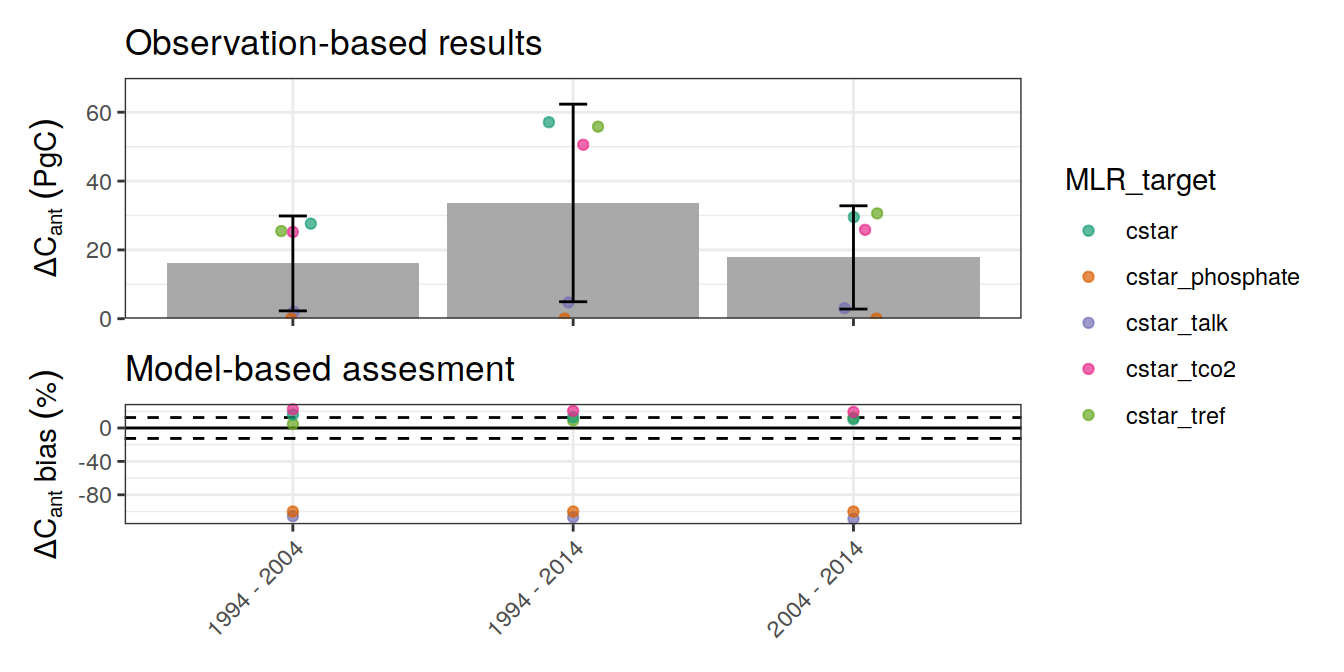 Observation-based results
ΔCant (PgC)
60
40
20
0
Model-based assesment
ΔCant bias (%)
0
-40
-80
1994 - 2004
1994 - 2014
2004 - 2014
MLR_target
cstar
cstar_phosphate
cstar_talk
cstar_tco2
cstar_tref